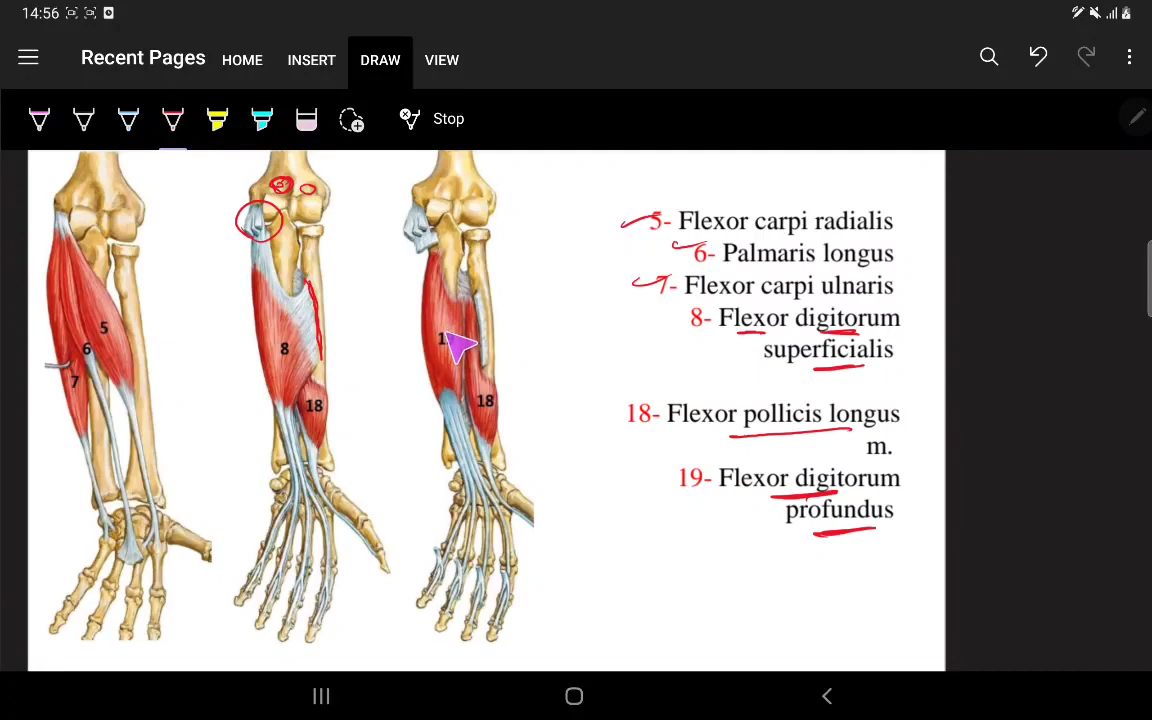 14:56
Recent Pages HOME INSERT DRAW VIEW
Stop
5- Flexor carpi radialis
6- Palmaris longus
7- Flexor carpi ulnaris
8- Flexor digitorum
superficialis
18- Flexor pollicis longus
m.
19- Flexor digitorum
profundus
5
6
7
8
18
1
18